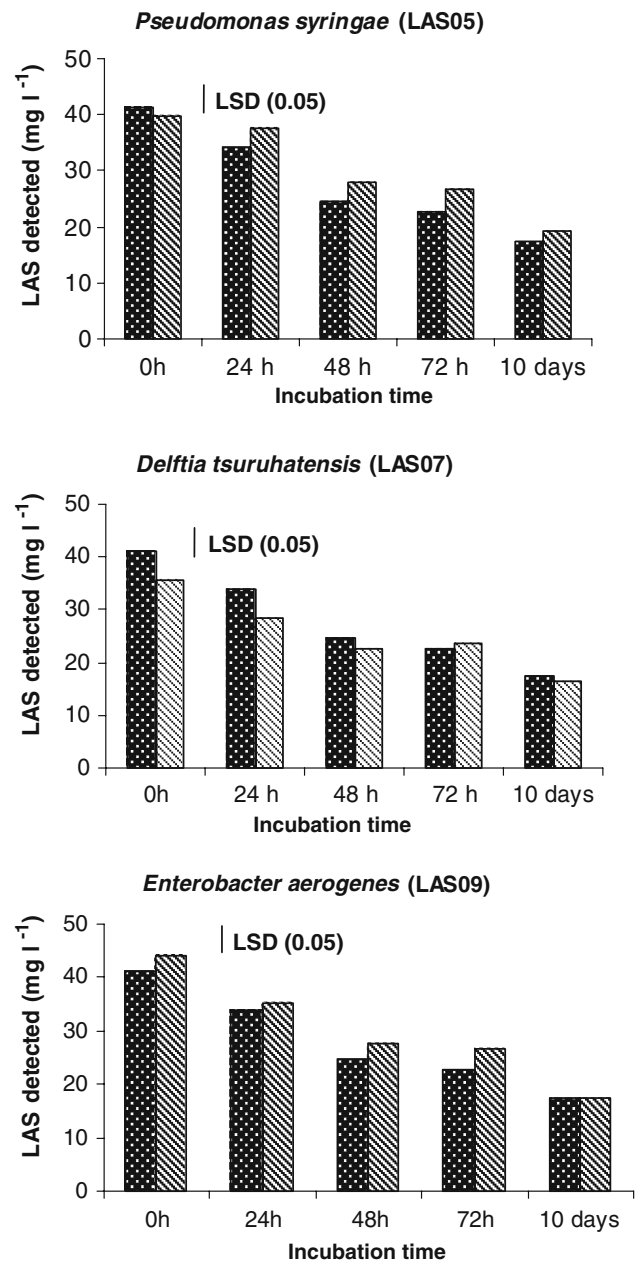 Pseudomonas syringae (LAS05)
LAS detected (mg l⁻¹)
50
40
30
20
10
0
LSD (0.05)
0h 24 h 48 h 72 h 10 days
Incubation time
Delftia tsuruhatensis (LAS07)
LAS detected (mg l⁻¹)
50
40
30
20
10
0
LSD (0.05)
0h 24 h 48 h 72 h 10 days
Incubation time
Enterobacter aerogenes (LAS09)
LAS detected (mg l⁻¹)
50
40
30
20
10
0
LSD (0.05)
0h 24h 48h 72h 10 days
Incubation time